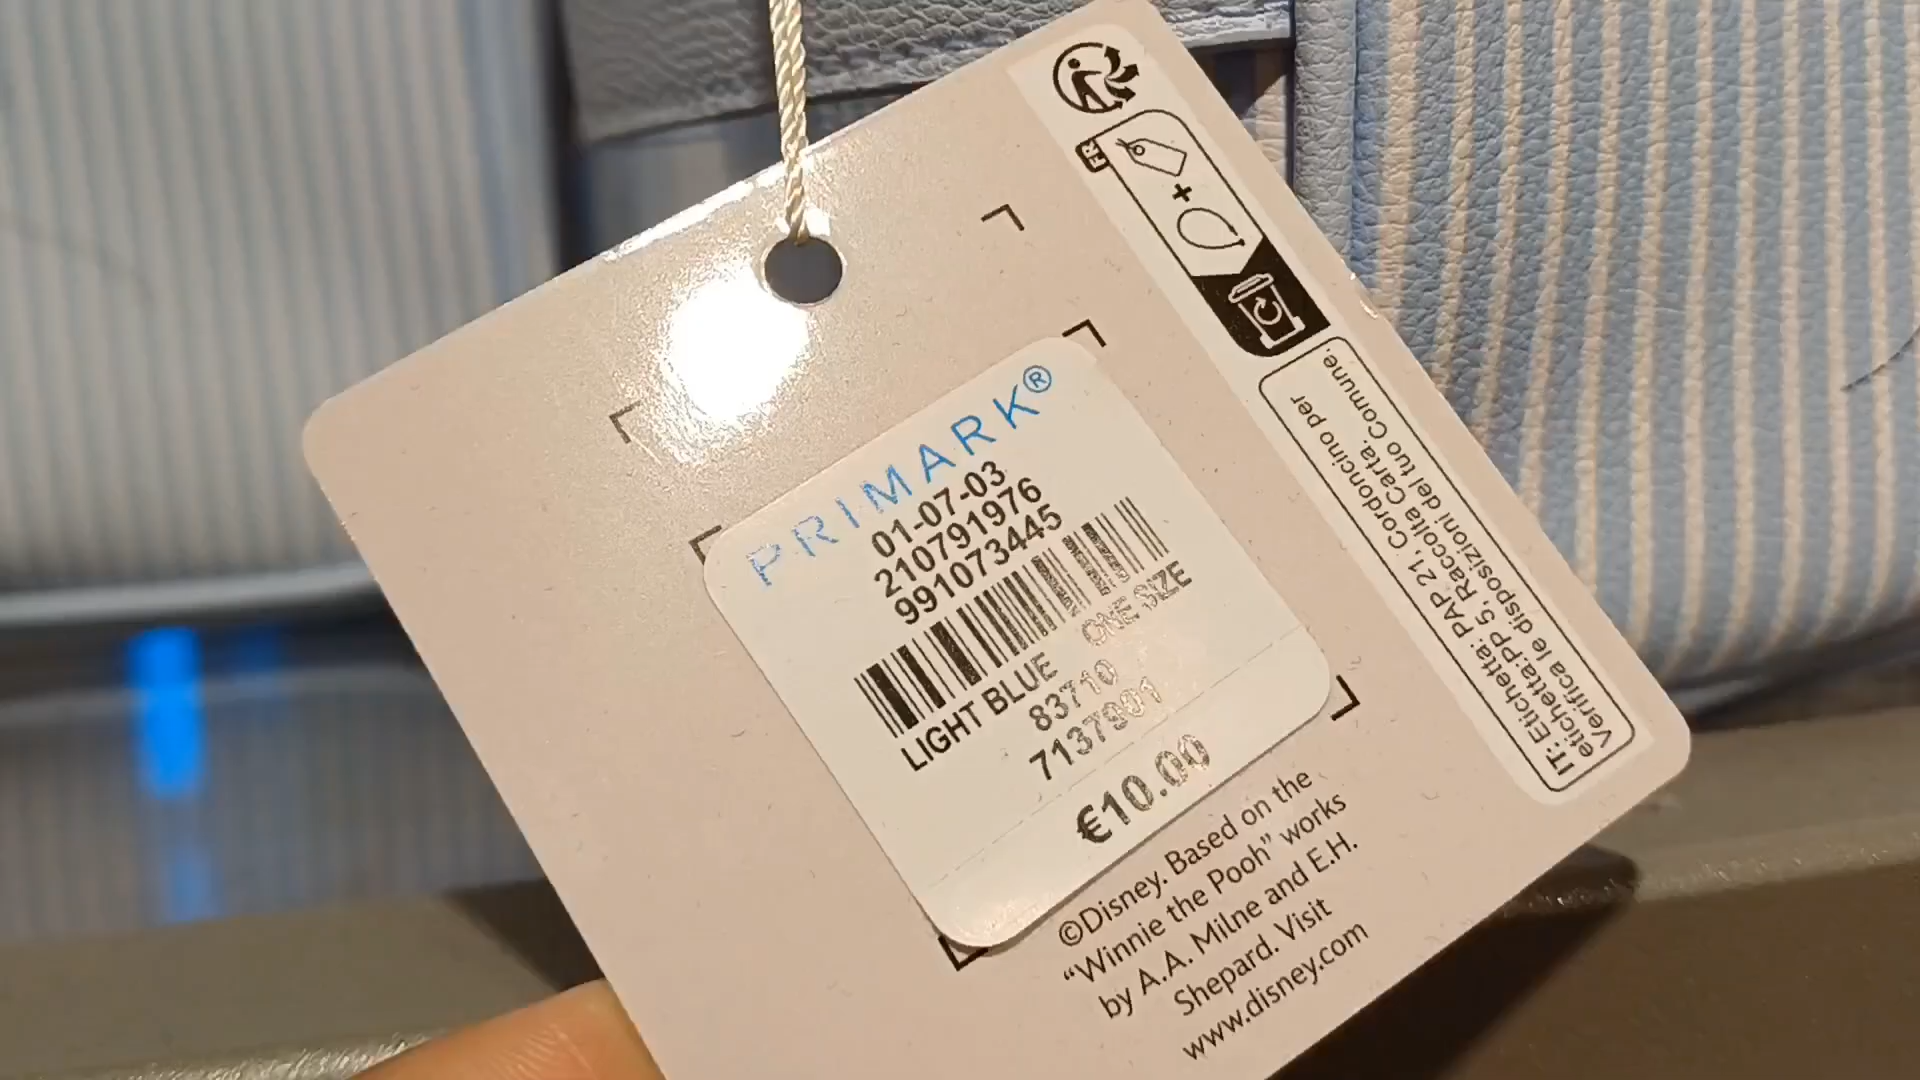 FR
PRIMARK®
01-07-03
210791976
991073445
LIGHT BLUE ONE SIZE
83710
7137901
€10.00
©Disney. Based on the
“Winnie the Pooh” works
by A.A. Milne and E.H.
Shepard. Visit
www.disney.com
IT: Etichetta: PAP 21, Cordoncino per
etichetta: PP 5, Raccolta Carta.
Verifica le disposizioni del tuo Comune.